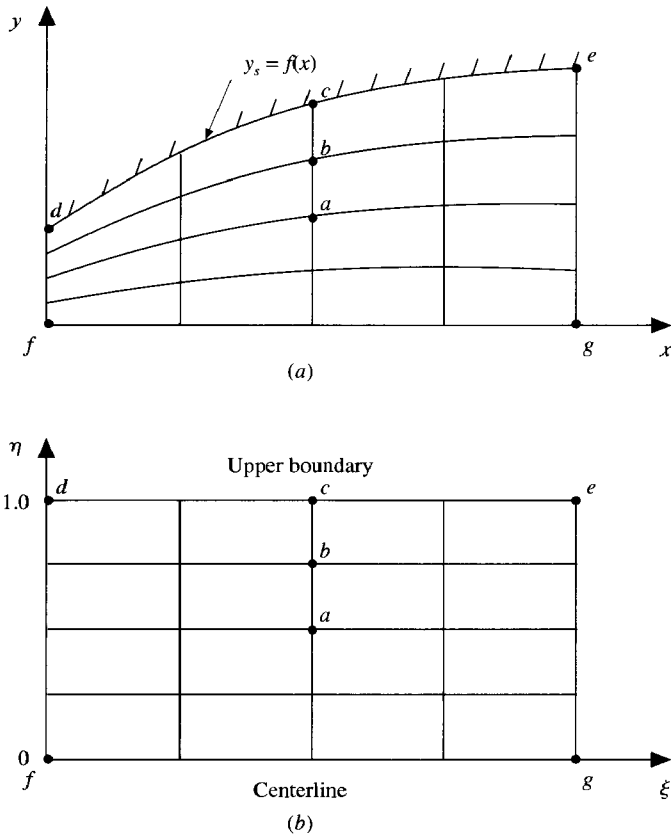 y
y_s = f(x)
e
c
b
d
a
f
g
x
(a)
η
Upper boundary
d
c
e
1.0
b
a
0
f
g
ξ
Centerline
(b)